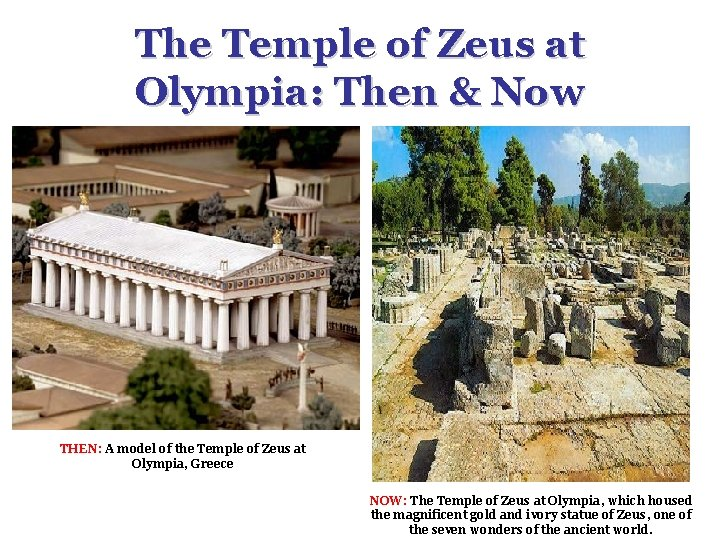 The Temple of Zeus at
Olympia: Then & Now
THEN: A model of the Temple of Zeus at
Olympia, Greece
NOW: The Temple of Zeus at Olympia, which housed
the magnificent gold and ivory statue of Zeus, one of
the seven wonders of the ancient world.